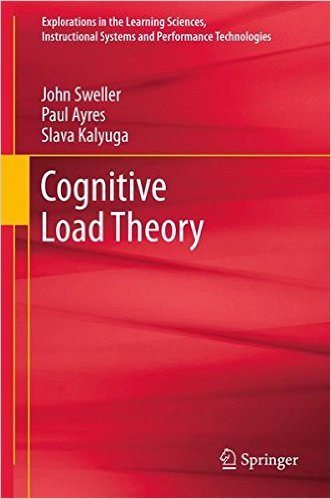 Explorations in the Learning Sciences,
Instructional Systems and Performance Technologies
John Sweller
Paul Ayres
Slava Kalyuga
Cognitive
Load Theory
Springer